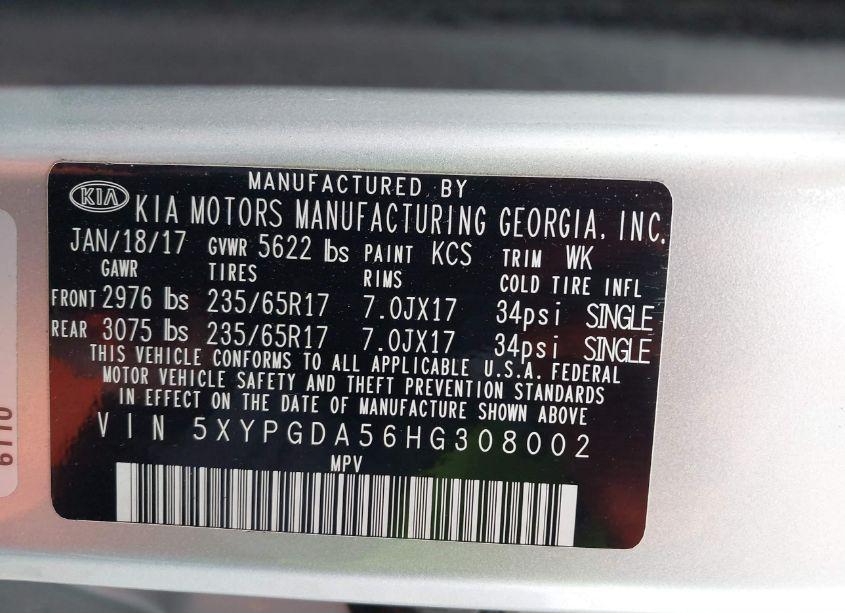 MANUFACTURED BY
KIA KIA MOTORS MANUFACTURING GEORGIA, INC.
JAN/18/17 GVWR 5622 lbs PAINT KCS TRIM WK
GAWR TIRES RIMS COLD TIRE INFL
FRONT 2976 lbs 235/65R17 7.0JX17 34psi SINGLE
REAR 3075 lbs 235/65R17 7.0JX17 34psi SINGLE
THIS VEHICLE CONFORMS TO ALL APPLICABLE U.S.A. FEDERAL
MOTOR VEHICLE SAFETY AND THEFT PREVENTION STANDARDS
IN EFFECT ON THE DATE OF MANUFACTURE SHOWN ABOVE
VIN 5XYPGDA56HG308002
MPV